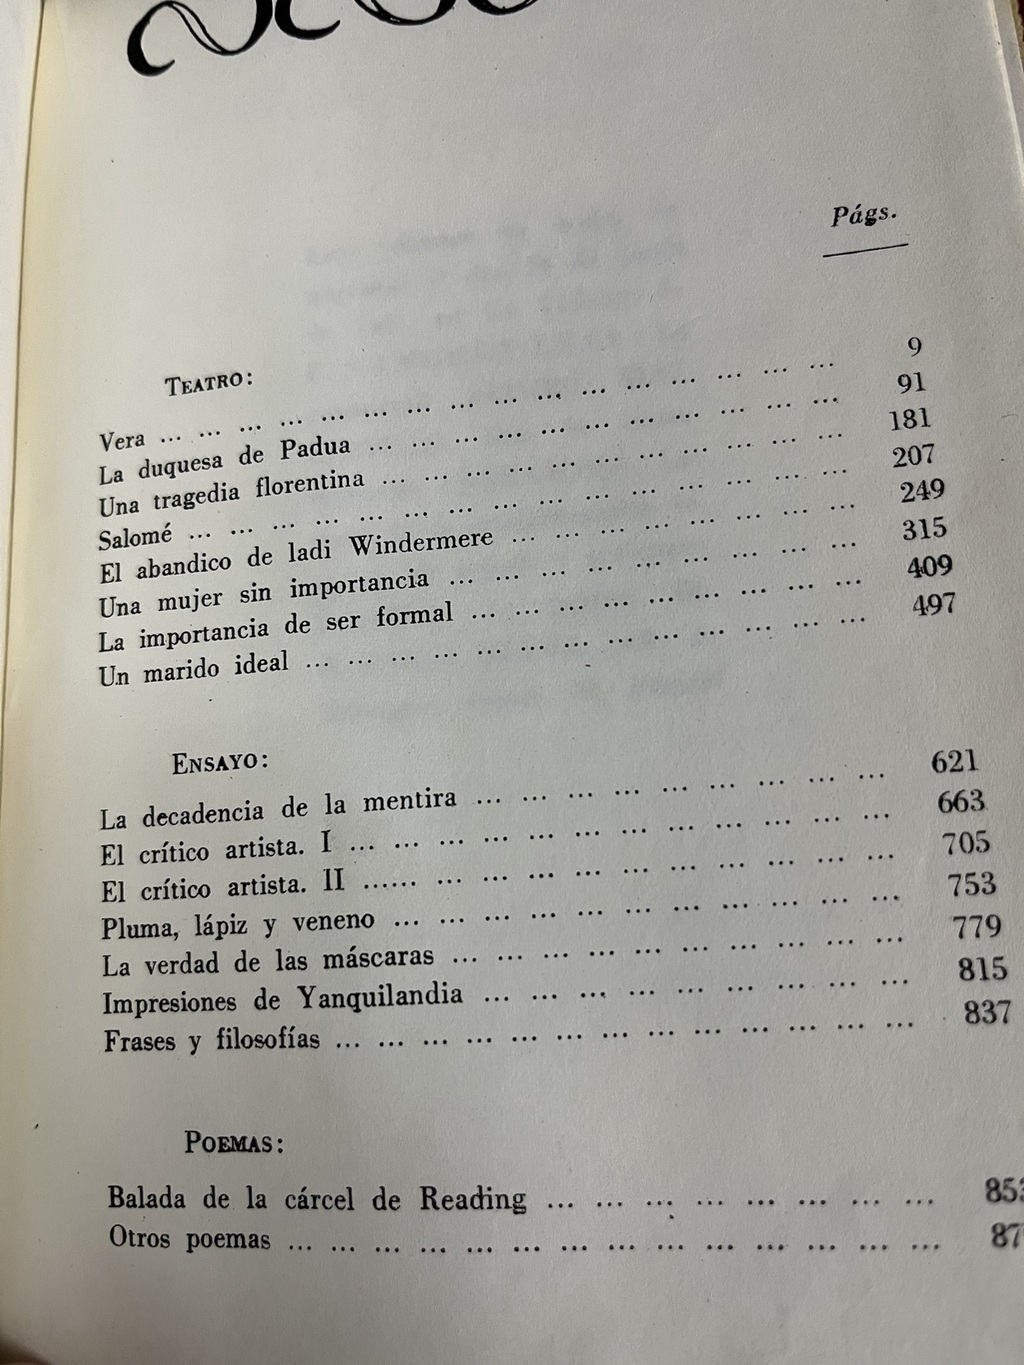 Págs.
TEATRO:
Vera ... ... ... ... ... ... ... ... ... ... ... ... ... ... ... ... 9
La duquesa de Padua ... ... ... ... ... ... ... ... ... ... ... 91
Una tragedia florentina ... ... ... ... ... ... ... ... ... ... ... 181
Salomé ... ... ... ... ... ... ... ... ... ... ... ... ... ... ... ... 207
El abandico de ladi Windermere ... ... ... ... ... ... ... ... 249
Una mujer sin importancia ... ... ... ... ... ... ... ... ... ... 315
La importancia de ser formal ... ... ... ... ... ... ... ... ... 409
Un marido ideal ... ... ... ... ... ... ... ... ... ... ... ... ... 497
ENSAYO:
La decadencia de la mentira ... ... ... ... ... ... ... ... ... 621
El crítico artista. I ... ... ... ... ... ... ... ... ... ... ... ... 663
El crítico artista. II ...... ... ... ... ... ... ... ... ... ... ... 705
Pluma, lápiz y veneno ... ... ... ... ... ... ... ... ... ... ... 753
La verdad de las máscaras ... ... ... ... ... ... ... ... ... ... 779
Impresiones de Yanquilandia ... ... ... ... ... ... ... ... ... 815
Frases y filosofías ... ... ... ... ... ... ... ... ... ... ... ... ... 837
POEMAS:
Balada de la cárcel de Reading ... ... ... ... ... ... ... ... 853
Otros poemas ... ... ... ... ... ... ... ... ... ... ... ... ... ...